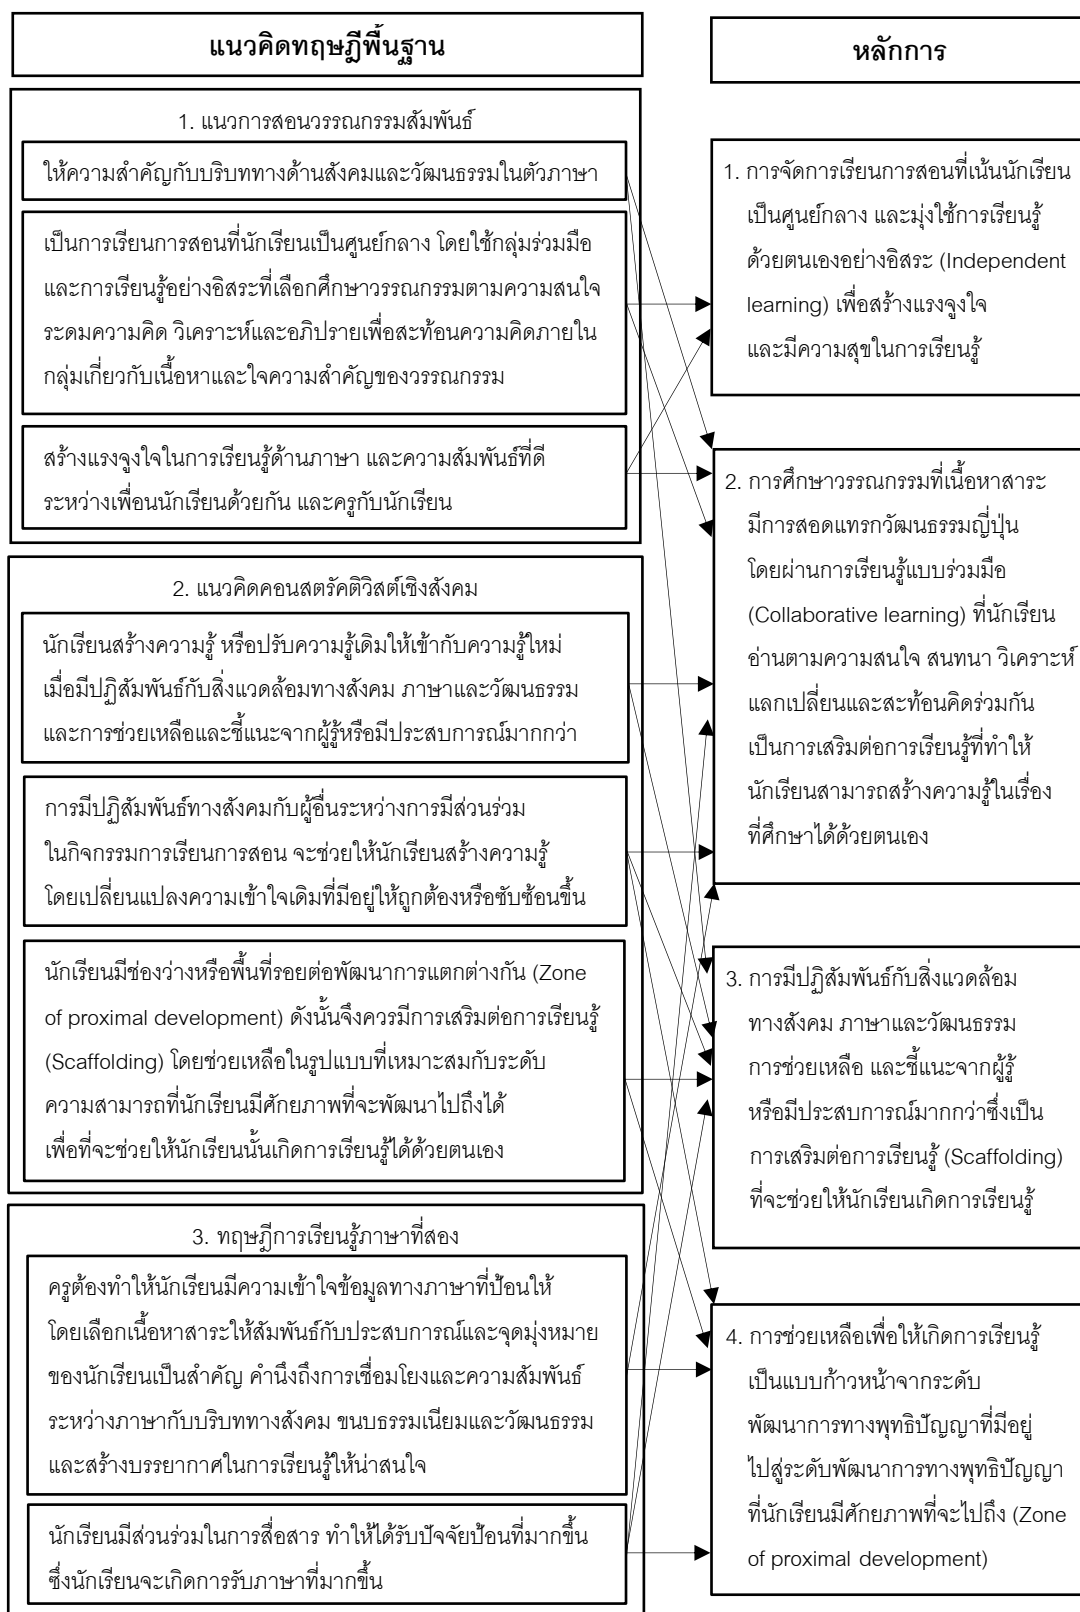 แนวคิดทฤษฎีพื้นฐาน
1. แนวการสอนวรรณกรรมสัมพันธ์
ให้ความสำคัญกับบริบททางด้านสังคมและวัฒนธรรมในตัวภาษา
เป็นการเรียนการสอนที่นักเรียนเป็นศูนย์กลาง โดยใช้กลุ่มร่วมมือ
และการเรียนรู้อย่างอิสระที่เลือกศึกษาวรรณกรรมตามความสนใจ
ระดมความคิด วิเคราะห์และอภิปรายเพื่อสะท้อนความคิดภายใน
กลุ่มเกี่ยวกับเนื้อหาและใจความสำคัญของวรรณกรรม
สร้างแรงจูงใจในการเรียนรู้ด้านภาษา และความสัมพันธ์ที่ดี
ระหว่างเพื่อนนักเรียนด้วยกัน และครูกับนักเรียน
2. แนวคิดคอนสตรัคติวิสต์เชิงสังคม
นักเรียนสร้างความรู้ หรือปรับความรู้เดิมให้เข้ากับความรู้ใหม่
เมื่อมีปฏิสัมพันธ์กับสิ่งแวดล้อมทางสังคม ภาษาและวัฒนธรรม
และการช่วยเหลือและชี้แนะจากผู้รู้หรือมีประสบการณ์มากกว่า
การมีปฏิสัมพันธ์ทางสังคมกับผู้อื่นระหว่างการมีส่วนร่วม
ในกิจกรรมการเรียนการสอน จะช่วยให้นักเรียนสร้างความรู้
โดยเปลี่ยนแปลงความเข้าใจเดิมที่มีอยู่ให้ถูกต้องหรือซับซ้อนขึ้น
นักเรียนมีช่องว่างหรือพื้นที่รอยต่อพัฒนาการแตกต่างกัน (Zone
of proximal development) ดังนั้นจึงควรมีการเสริมต่อการเรียนรู้
(Scaffolding) โดยช่วยเหลือในรูปแบบที่เหมาะสมกับระดับ
ความสามารถที่นักเรียนมีศักยภาพที่จะพัฒนาไปถึงได้
เพื่อที่จะช่วยให้นักเรียนนั้นเกิดการเรียนรู้ได้ด้วยตนเอง
3. ทฤษฎีการเรียนรู้ภาษาที่สอง
ครูต้องทำให้นักเรียนมีความเข้าใจข้อมูลทางภาษาที่ป้อนให้
โดยเลือกเนื้อหาสาระให้สัมพันธ์กับประสบการณ์และจุดมุ่งหมาย
ของนักเรียนเป็นสำคัญ คำนึงถึงการเชื่อมโยงและความสัมพันธ์
ระหว่างภาษากับบริบททางสังคม ขนบธรรมเนียมและวัฒนธรรม
และสร้างบรรยากาศในการเรียนรู้ให้น่าสนใจ
นักเรียนมีส่วนร่วมในการสื่อสาร ทำให้ได้รับปัจจัยป้อนที่มากขึ้น
ซึ่งนักเรียนจะเกิดการรับภาษาที่มากขึ้น
หลักการ
1. การจัดการเรียนการสอนที่เน้นนักเรียน
เป็นศูนย์กลาง และมุ่งใช้การเรียนรู้
ด้วยตนเองอย่างอิสระ (Independent
learning) เพื่อสร้างแรงจูงใจ
และมีความสุขในการเรียนรู้
2. การศึกษาวรรณกรรมที่เนื้อหาสาระ
มีการสอดแทรกวัฒนธรรมญี่ปุ่น
โดยผ่านการเรียนรู้แบบร่วมมือ
(Collaborative learning) ที่นักเรียน
อ่านตามความสนใจ สนทนา วิเคราะห์
แลกเปลี่ยนและสะท้อนคิดร่วมกัน
เป็นการเสริมต่อการเรียนรู้ที่ทำให้
นักเรียนสามารถสร้างความรู้ในเรื่อง
ที่ศึกษาได้ด้วยตนเอง
3. การมีปฏิสัมพันธ์กับสิ่งแวดล้อม
ทางสังคม ภาษาและวัฒนธรรม
การช่วยเหลือ และชี้แนะจากผู้รู้
หรือมีประสบการณ์มากกว่าซึ่งเป็น
การเสริมต่อการเรียนรู้ (Scaffolding)
ที่จะช่วยให้นักเรียนเกิดการเรียนรู้
4. การช่วยเหลือเพื่อให้เกิดการเรียนรู้
เป็นแบบก้าวหน้าจากระดับ
พัฒนาการทางพุทธิปัญญาที่มีอยู่
ไปสู่ระดับพัฒนาการทางพุทธิปัญญา
ที่นักเรียนมีศักยภาพที่จะไปถึง (Zone
of proximal development)